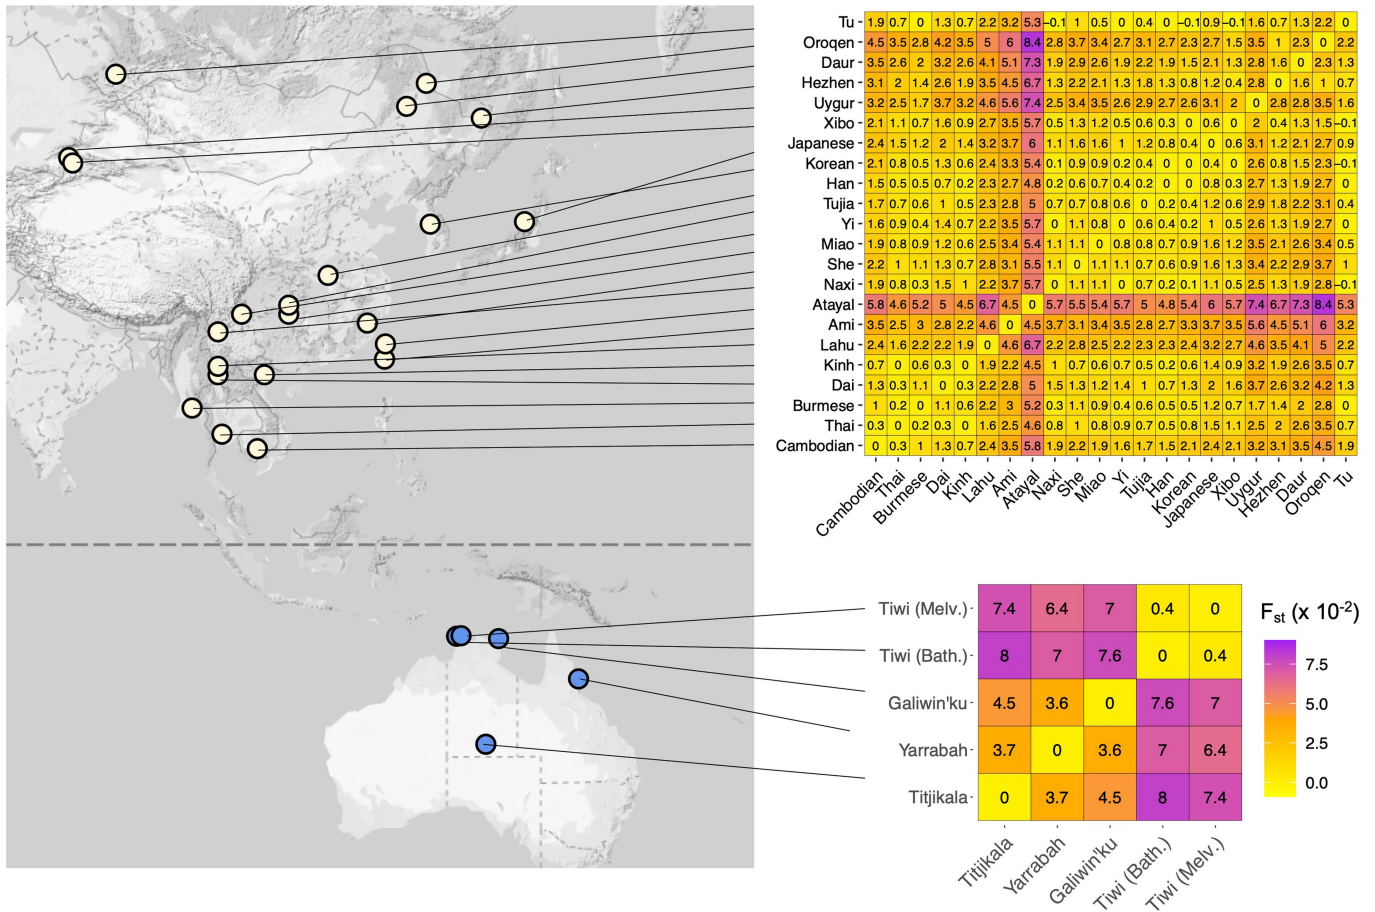 Tu 1.9 0.7 0 1.3 0.7 2.2 3.2 5.3 −0.1 1 0.5 0 0.4 0 −0.1 0.9 −0.1 1.6 0.7 1.3 2.2 0
Oroqen 4.5 3.5 2.8 4.2 3.5 5 6 8.4 2.8 3.7 3.4 2.7 3.1 2.7 2.3 2.7 1.5 3.5 1 2.3 0 2.2
Daur 3.5 2.6 2 3.2 2.6 4.1 5.1 7.3 1.9 2.9 2.6 1.9 2.2 1.9 1.5 2.1 1.3 2.8 1.6 0 2.3 1.3
Hezhen 3.1 2 1.4 2.6 1.9 3.5 4.5 6.7 1.3 2.2 2.1 1.3 1.8 1.3 0.8 1.2 0.4 2.8 0 1.6 1 0.7
Uygur 3.2 2.5 1.7 3.7 3.2 4.6 5.6 7.4 2.5 3.4 3.5 2.6 2.9 2.7 2.6 3.1 2 0 2.8 2.8 3.5 1.6
Xibo 2.1 1.1 0.7 1.6 0.9 2.7 3.5 5.7 0.5 1.3 1.2 0.5 0.6 0.3 0 0.6 0 2 0.4 1.3 1.5 −0.1
Japanese 2.4 1.5 1.2 2 1.4 3.2 3.7 6 1.1 1.6 1.6 1 1.2 0.8 0.4 0 0.6 3.1 1.2 2.1 2.7 0.9
Korean 2.1 0.8 0.5 1.3 0.6 2.4 3.3 5.4 0.1 0.9 0.9 0.2 0.4 0 0 0.4 0 2.6 0.8 1.5 2.3 −0.1
Han 1.5 0.5 0.5 0.7 0.2 2.3 2.7 4.8 0.2 0.6 0.7 0.4 0.2 0 0 0.8 0.3 2.7 1.3 1.9 2.7 0
Tujia 1.7 0.7 0.6 1 0.5 2.3 2.8 5 0.7 0.7 0.8 0.6 0 0.2 0.4 1.2 0.6 2.9 1.8 2.2 3.1 0.4
Yi 1.6 0.9 0.4 1.4 0.7 2.2 3.5 5.7 0 1.1 0.8 0 0.6 0.4 0.2 1 0.5 2.6 1.3 1.9 2.7 0
Miao 1.9 0.8 0.9 1.2 0.6 2.5 3.4 5.4 1.1 1.1 0 0.8 0.8 0.7 0.9 1.6 1.2 3.5 2.1 2.6 3.4 0.5
She 2.2 1 1.1 1.3 0.7 2.8 3.1 5.5 1.1 0 1.1 1.1 0.7 0.6 0.9 1.6 1.3 3.4 2.2 2.9 3.7 1
Naxi 1.9 0.8 0.3 1.5 1 2.2 3.7 5.7 0 1.1 1.1 0 0.7 0.2 0.1 1.1 0.5 2.5 1.3 1.9 2.8 −0.1
Atayal 5.8 4.6 5.2 5 4.5 6.7 4.5 0 5.7 5.5 5.4 5.7 5 4.8 5.4 6 5.7 7.4 6.7 7.3 8.4 5.3
Ami 3.5 2.5 3 2.8 2.2 4.6 0 4.5 3.7 3.1 3.4 3.5 2.8 2.7 3.3 3.7 3.5 5.6 4.5 5.1 6 3.2
Lahu 2.4 1.6 2.2 2.2 1.9 0 4.6 6.7 2.2 2.8 2.5 2.2 2.3 2.3 2.4 3.2 2.7 4.6 3.5 4.1 5 2.2
Kinh 0.7 0 0.6 0.3 0 1.9 2.2 4.5 1 0.7 0.6 0.7 0.5 0.2 0.6 1.4 0.9 3.2 1.9 2.6 3.5 0.7
Dai 1.3 0.3 1.1 0 0.3 2.2 2.8 5 1.5 1.3 1.2 1.4 1 0.7 1.3 2 1.6 3.7 2.6 3.2 4.2 1.3
Burmese 1 0.2 0 1.1 0.6 2.2 3 5.2 0.3 1.1 0.9 0.4 0.6 0.5 0.5 1.2 0.7 1.7 1.4 2 2.8 0
Thai 0.3 0 0.2 0.3 0 1.6 2.5 4.6 0.8 1 0.8 0.9 0.7 0.5 0.8 1.5 1.1 2.5 2 2.6 3.5 0.7
Cambodian 0 0.3 1 1.3 0.7 2.4 3.5 5.8 1.9 2.2 1.9 1.6 1.7 1.5 2.1 2.4 2.1 3.2 3.1 3.5 4.5 1.9
Cambodian Thai Burmese Dai Kinh Lahu Ami Atayal Naxi She Miao Yi Tujia Han Korean Japanese Xibo Uygur Hezhen Daur Oroqen Tu
Tiwi (Melv.) 7.4 6.4 7 0.4 0
Tiwi (Bath.) 8 7 7.6 0 0.4
Galiwin'ku 4.5 3.6 0 7.6 7
Yarrabah 3.7 0 3.6 7 6.4
Titjikala 0 3.7 4.5 8 7.4
Titjikala Yarrabah Galiwin'ku Tiwi (Bath.) Tiwi (Melv.)
Fst (x 10-2)
7.5
5.0
2.5
0.0